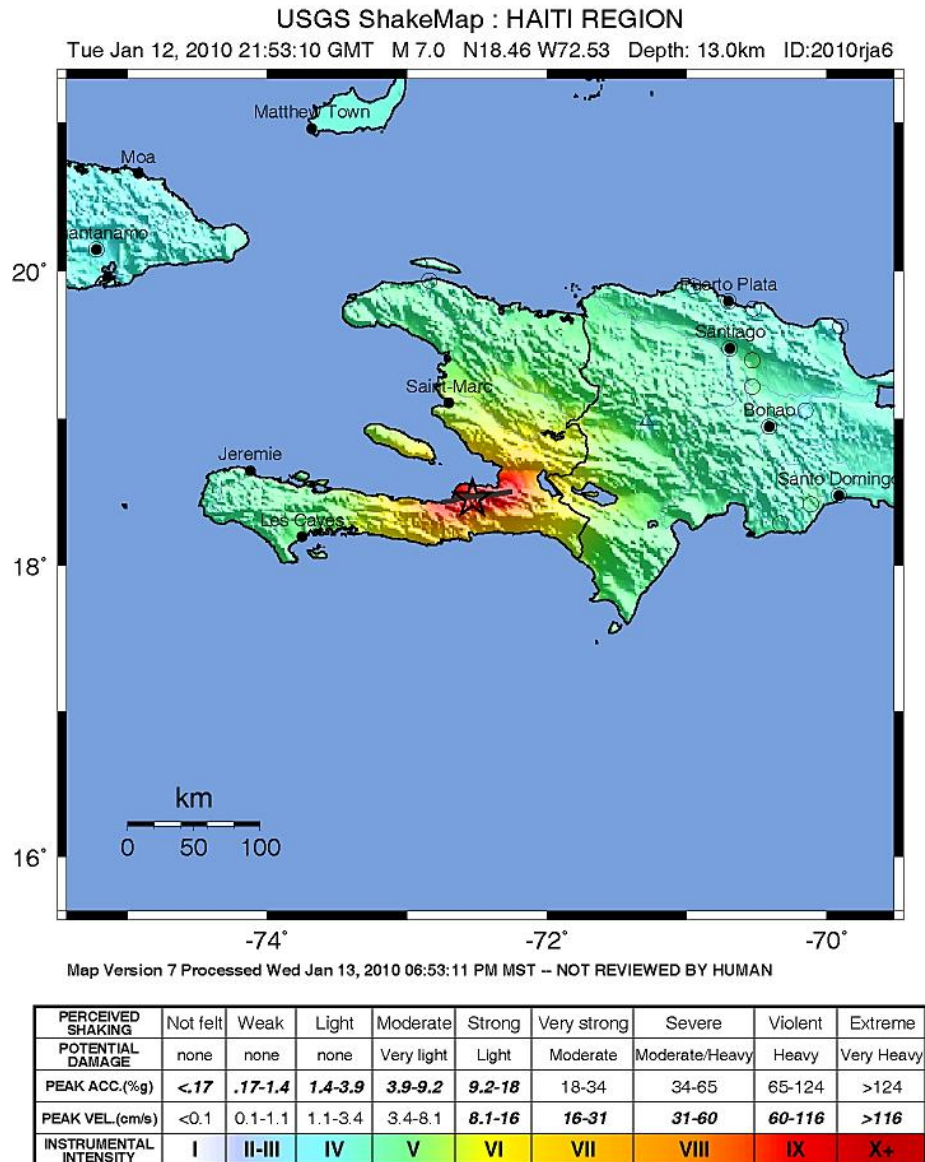 USGS ShakeMap : HAITI REGION
Tue Jan 12, 2010 21:53:10 GMT M 7.0 N18.46 W72.53 Depth: 13.0km ID:2010rja6
Matthew Town
Moa
antanamo
20˚
Puerto Plata
Santiago
Saint-Marc
Bonao
Jeremie
Santo Domingo
Les Cayes
18˚
km
0 50 100
16˚
-74˚ -72˚ -70˚
Map Version 7 Processed Wed Jan 13, 2010 06:53:11 PM MST -- NOT REVIEWED BY HUMAN
PERCEIVED SHAKING Not felt Weak Light Moderate Strong Very strong Severe Violent Extreme
POTENTIAL DAMAGE none none none Very light Light Moderate Moderate/Heavy Heavy Very Heavy
PEAK ACC.(%g) <.17 .17-1.4 1.4-3.9 3.9-9.2 9.2-18 18-34 34-65 65-124 >124
PEAK VEL.(cm/s) <0.1 0.1-1.1 1.1-3.4 3.4-8.1 8.1-16 16-31 31-60 60-116 >116
INSTRUMENTAL INTENSITY I II-III IV V VI VII VIII IX X+